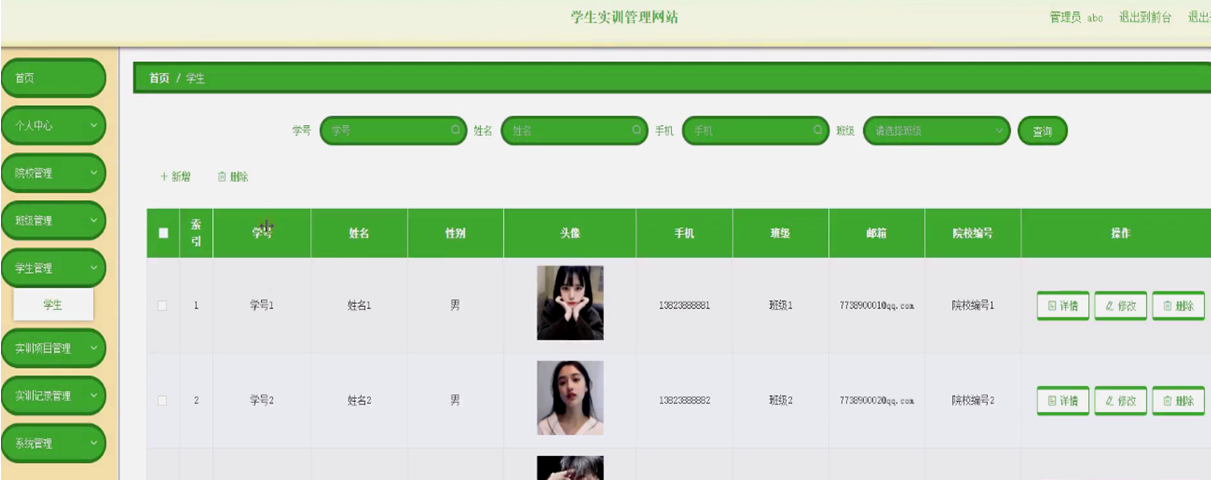 学生实训管理网站
管理员 abo 退出到前台 退出
首页
个人中心
院校管理
班级管理
学生管理
学生
实训项目管理
实训记录管理
系统管理
首页 / 学生
学号 学号 姓名 姓名 手机 手机 班级 请选择班级 查询
+ 新增 删除
索引 学号 姓名 性别 头像 手机 班级 邮箱 院校编号 操作
1 学号1 姓名1 男 13823888881 班级1 773890001@qq.com 院校编号1 详情 修改 删除
2 学号2 姓名2 男 13823888882 班级2 773890002@qq.com 院校编号2 详情 修改 删除